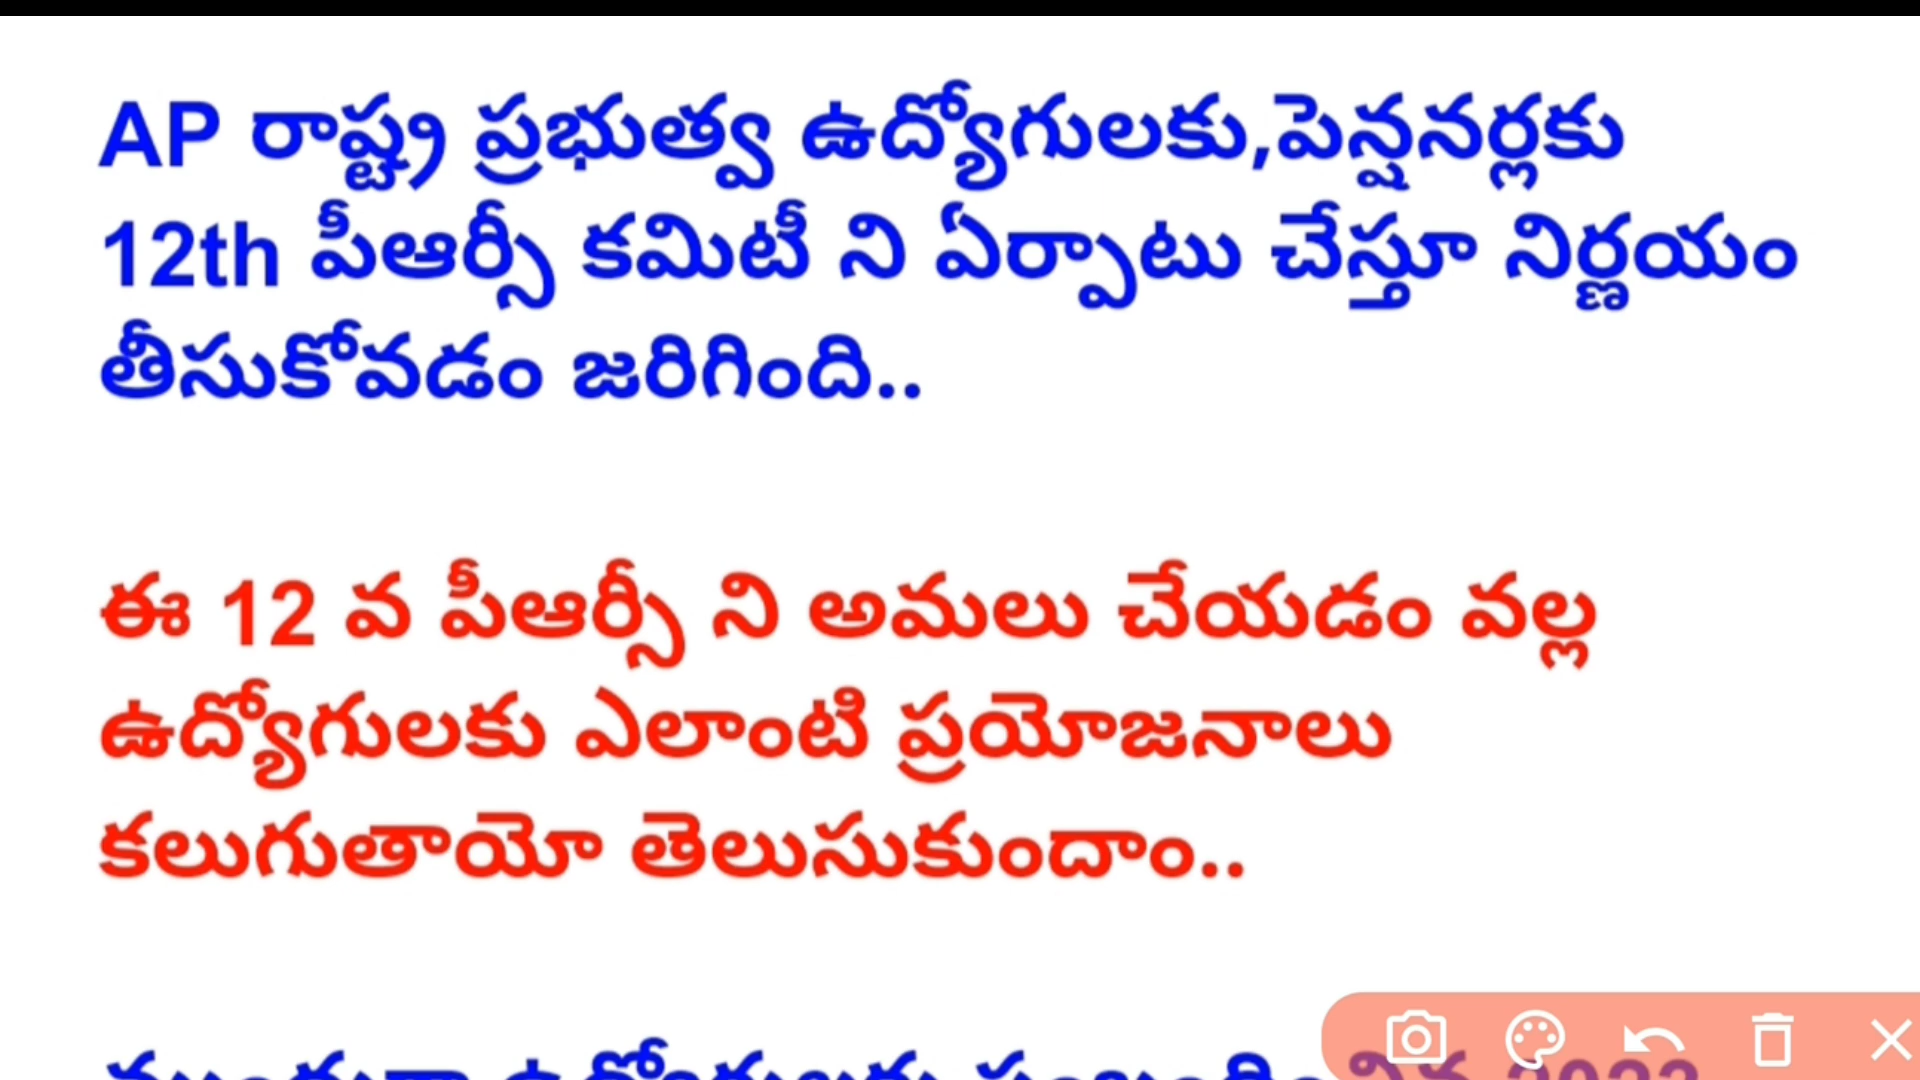 AP రాష్ట్ర ప్రభుత్వ ఉద్యోగులకు,పెన్షనర్లకు
12th పీఆర్సీ కమిటీ ని ఏర్పాటు చేస్తూ నిర్ణయం
తీసుకోవడం జరిగింది..
ఈ 12 వ పీఆర్సీ ని అమలు చేయడం వల్ల
ఉద్యోగులకు ఎలాంటి ప్రయోజనాలు
కలుగుతాయో తెలుసుకుందాం..